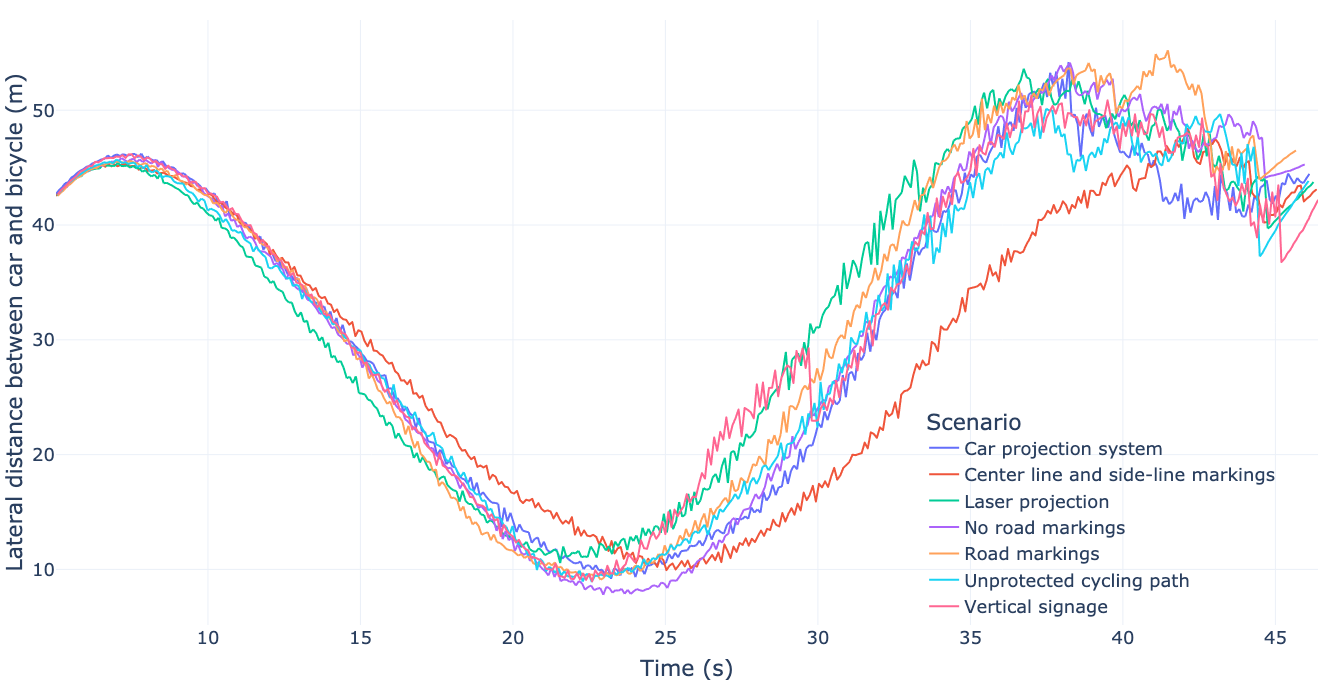 Lateral distance between car and bicycle (m)
50
40
30
20
10
10 15 20 25 30 35 40 45
Time (s)
Scenario
Car projection system
Center line and side-line markings
Laser projection
No road markings
Road markings
Unprotected cycling path
Vertical signage